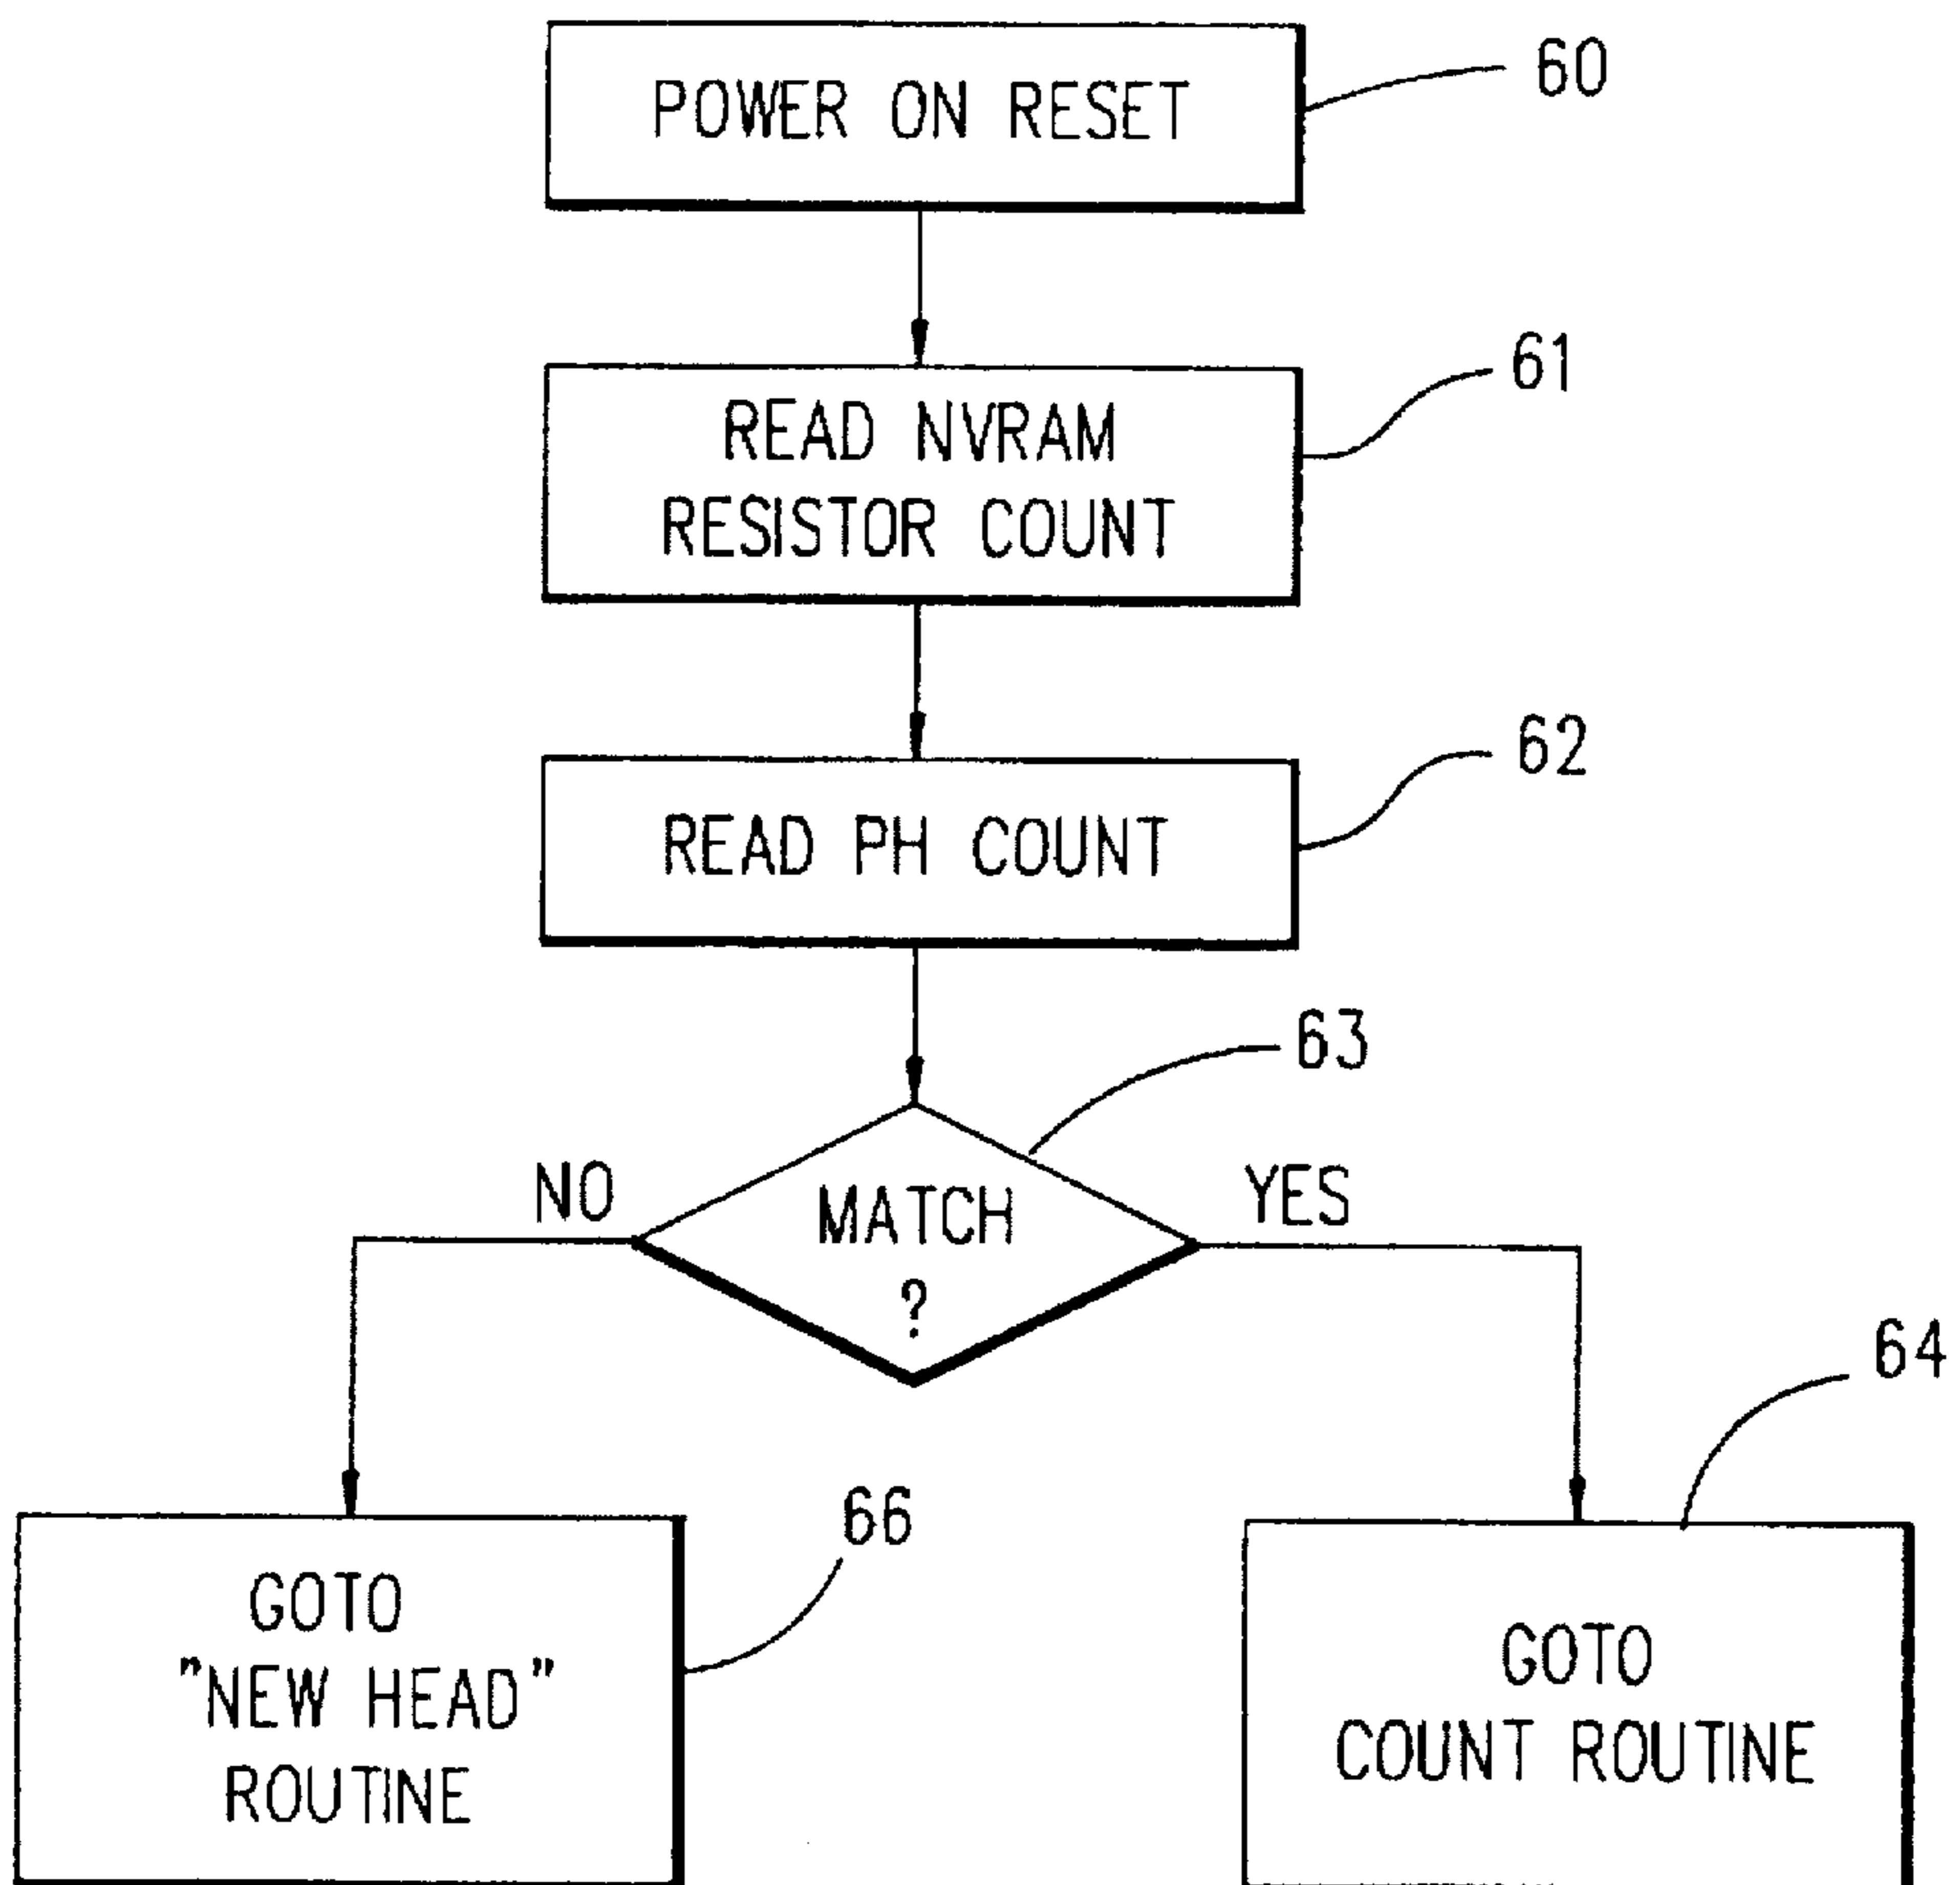 POWER ON RESET
60
READ NVRAM
RESISTOR COUNT
61
READ PH COUNT
62
63
NO
MATCH
?
YES
64
66
GOTO
"NEW HEAD"
ROUTINE
GOTO
COUNT ROUTINE